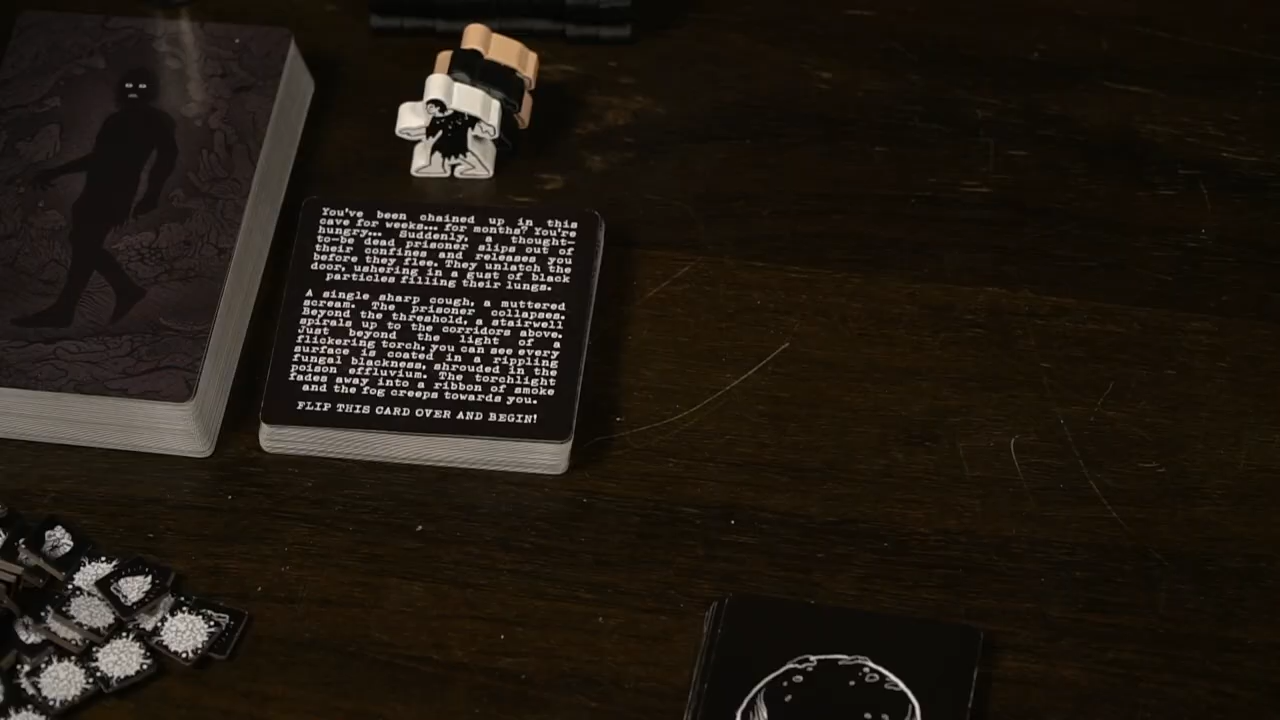 You've been chained up in this
cave for weeks... for months? You're
hungry... Suddenly, a thought-
to-be dead prisoner slips out of
their confines and releases you
before they flee. They unlatch the
door, ushering in a gust of black
particles filling their lungs.
A single sharp cough, a muttered
scream. The prisoner collapses.
Beyond the threshold, a stairwell
spirals up to the corridors above.
Just beyond the light of a
flickering torch, you can see every
surface is coated in a rippling
fungal blackness, shrouded in the
poison effluvium. The torchlight
fades away into a ribbon of smoke
and the fog creeps towards you.
FLIP THIS CARD OVER AND BEGIN!